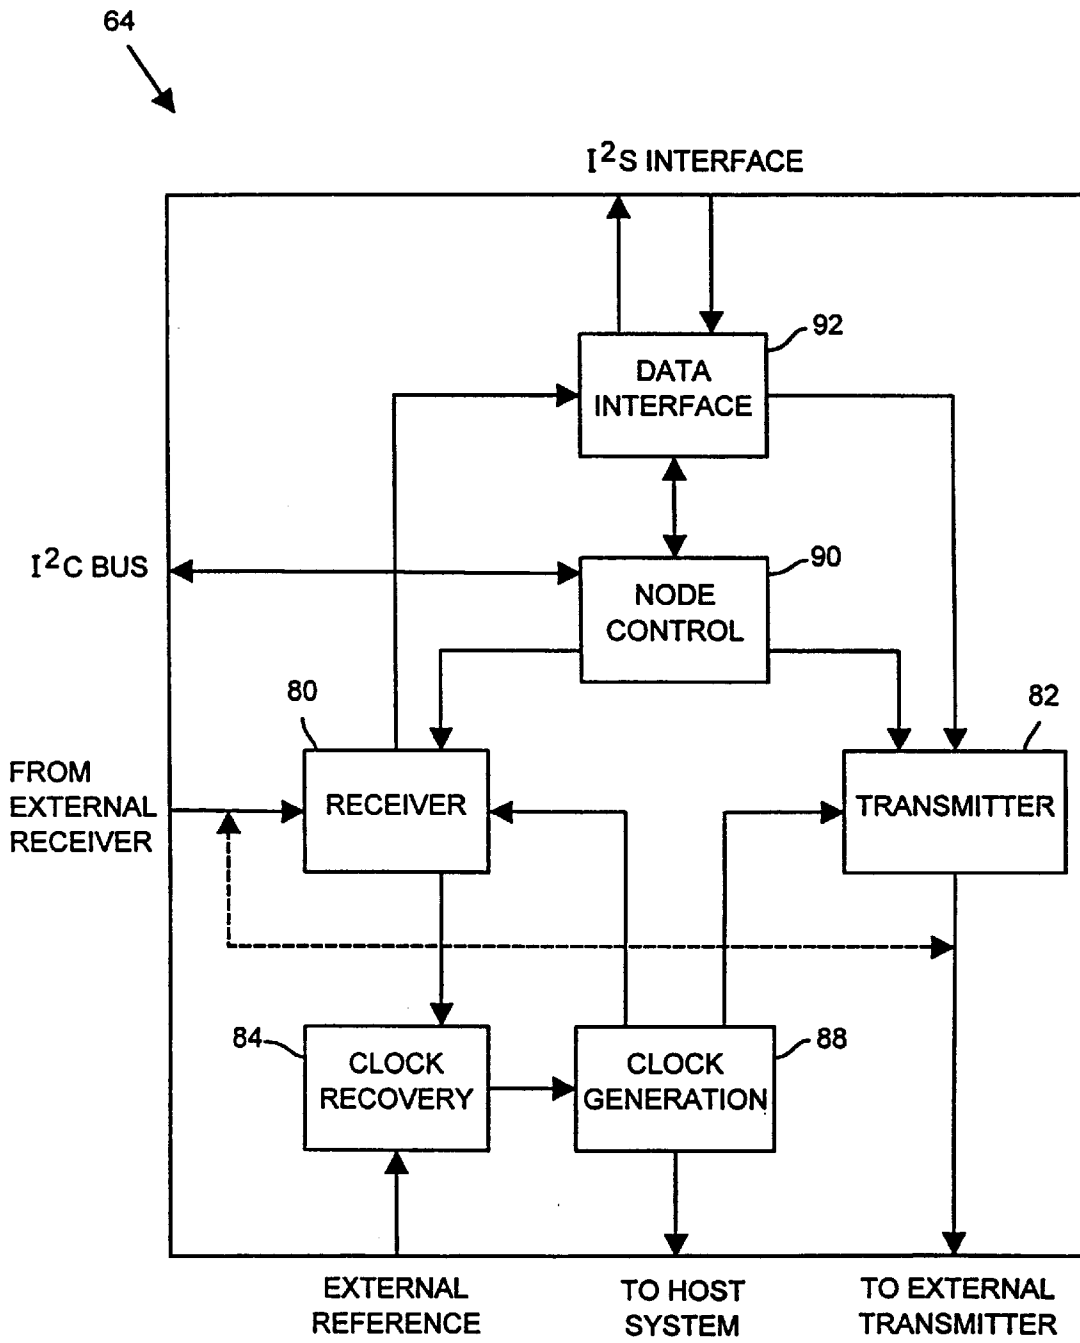 64
I²S INTERFACE
92
DATA
INTERFACE
I²C BUS
90
NODE
CONTROL
80
82
FROM
EXTERNAL
RECEIVER
RECEIVER
TRANSMITTER
84
CLOCK
RECOVERY
88
CLOCK
GENERATION
EXTERNAL
REFERENCE
TO HOST
SYSTEM
TO EXTERNAL
TRANSMITTER